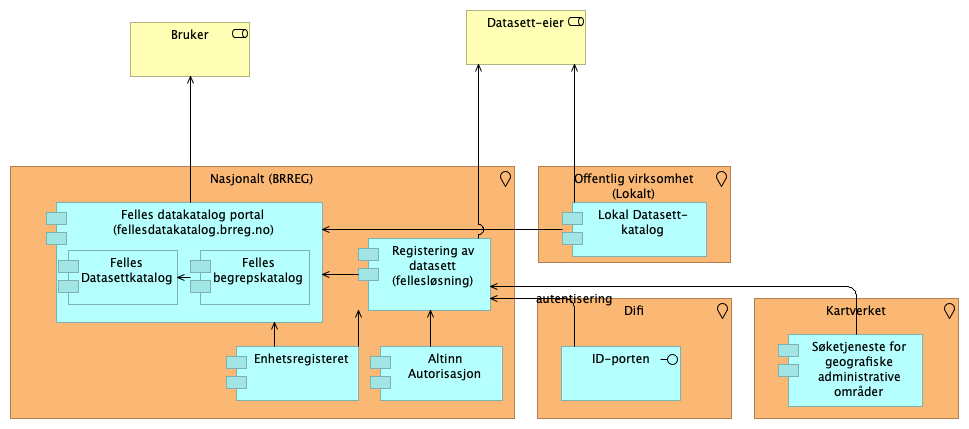 Bruker
Datasett-eier
Nasjonalt (BRREG)
Felles datakatalog portal
(fellesdatakatalog.brreg.no)
Felles
Datasettkatalog
Felles
begrepskatalog
Registering av
datasett
(fellesløsning)
Enhetsregisteret
Altinn
Autorisasjon
Offentlig virksomhet
(Lokalt)
Lokal Datasett-
katalog
autentisering
Difi
ID-porten
Kartverket
Søketjeneste for
geografiske
administrative
områder